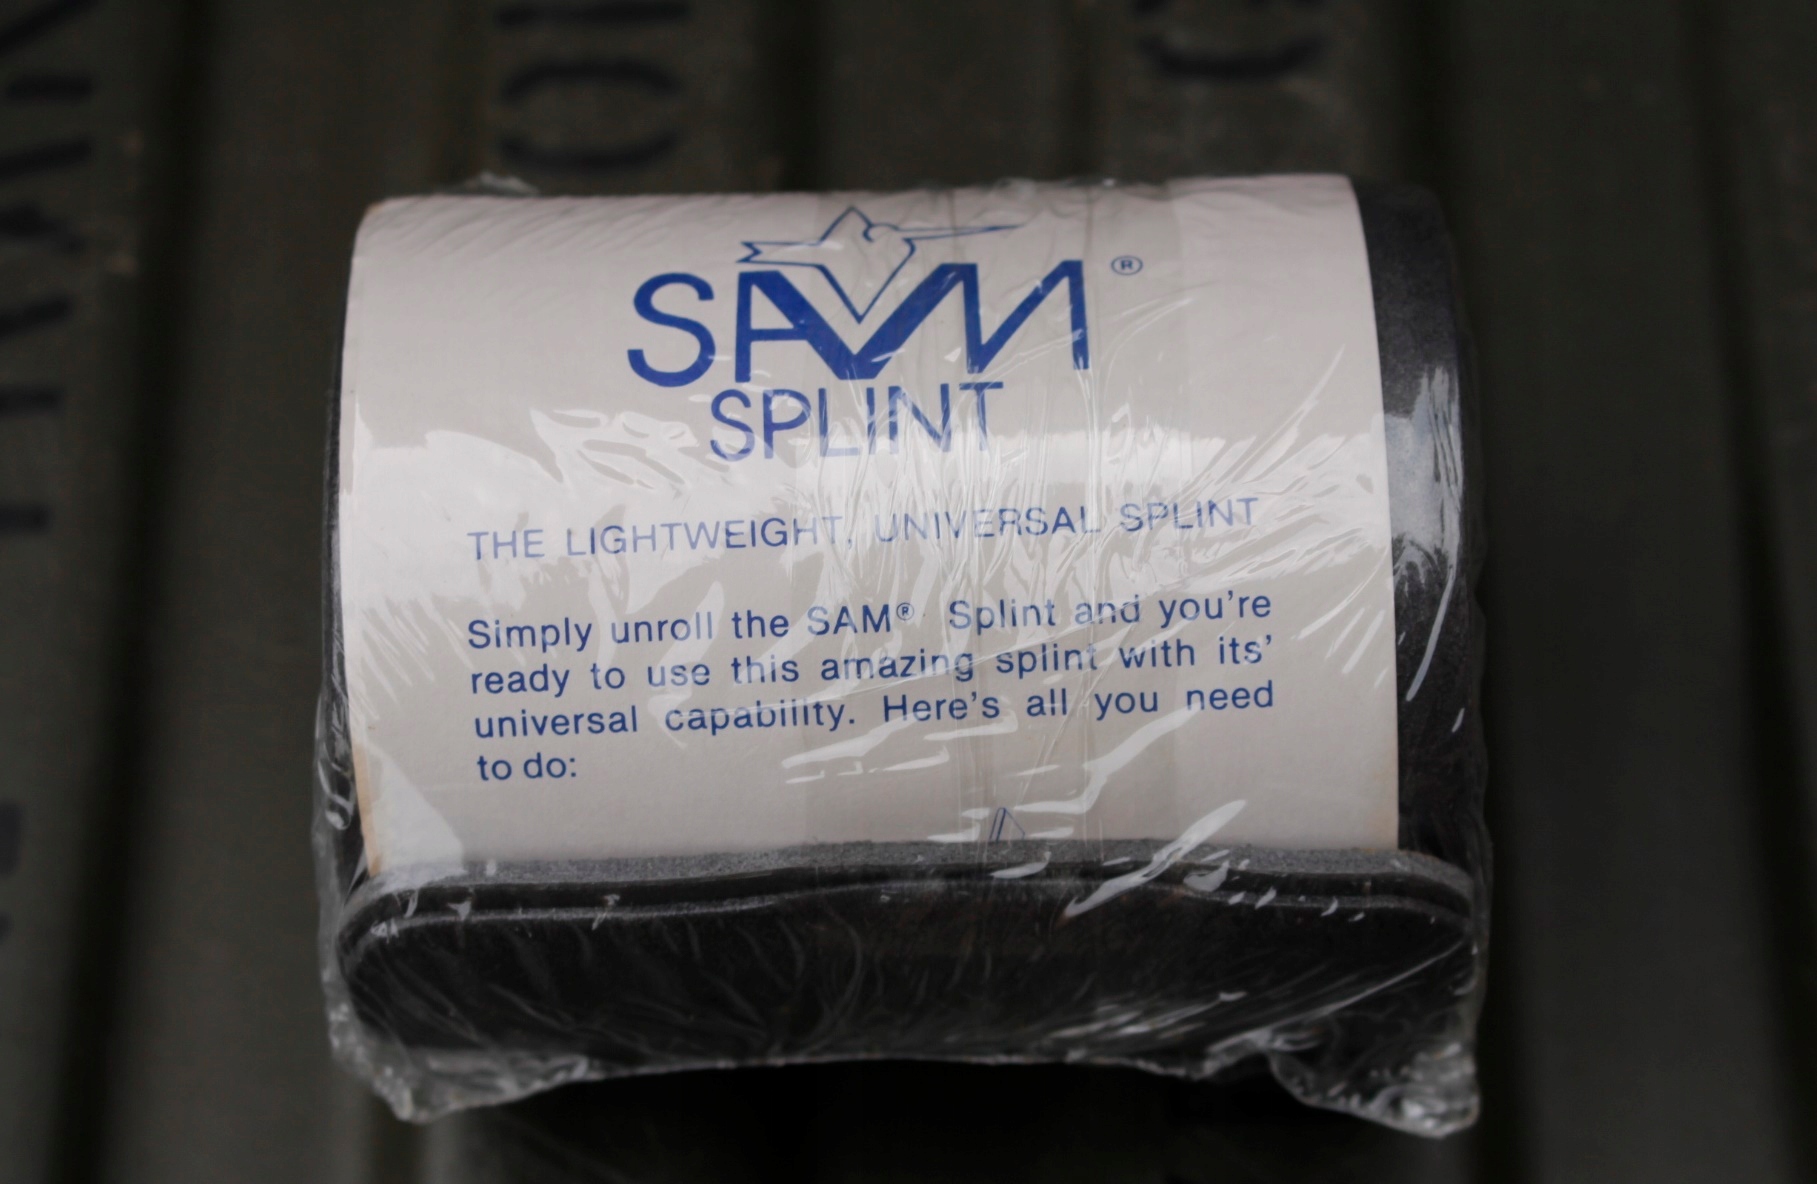 SAM®
SPLINT
THE LIGHTWEIGHT, UNIVERSAL SPLINT
Simply unroll the SAM® Splint and you're
ready to use this amazing splint with its'
universal capability. Here's all you need
to do: